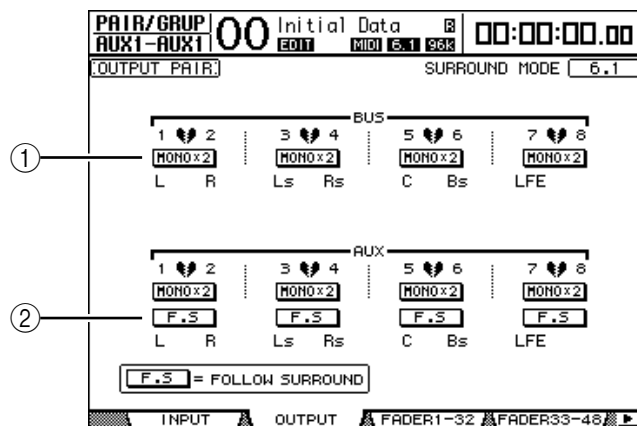 PAIR/GRUP 00 Initial Data R 00:00:00.00
AUX1-AUX1 EDIT MIDI 6.1 96K
OUTPUT PAIR SURROUND MODE 6.1
BUS
1 2 3 4 5 6 7 8
1 MONO×2 MONO×2 MONO×2 MONO×2
L R Ls Rs C Bs LFE
AUX
1 2 3 4 5 6 7 8
MONO×2 MONO×2 MONO×2 MONO×2
2 F.S F.S F.S F.S
L R Ls Rs C Bs LFE
F.S = FOLLOW SURROUND
INPUT OUTPUT FADER1-32 FADER33-48